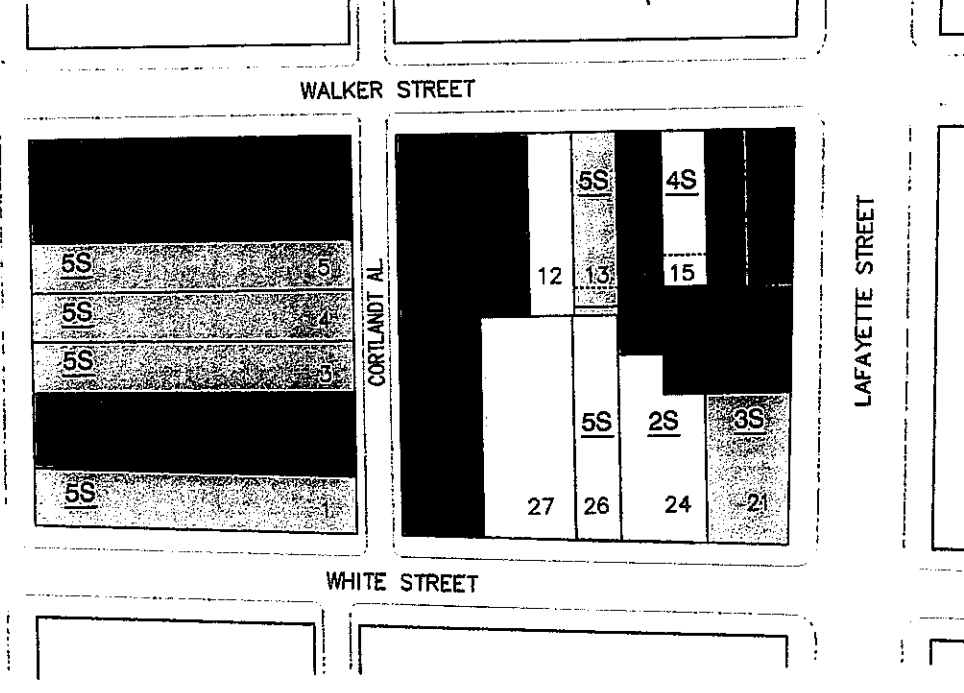 WALKER STREET
5S 5
5S 4
5S 3
5S 1
CORTLANDT AL.
5S 4S
12 13 15
5S 2S 3S
27 26 24 21
LAFAYETTE STREET
WHITE STREET